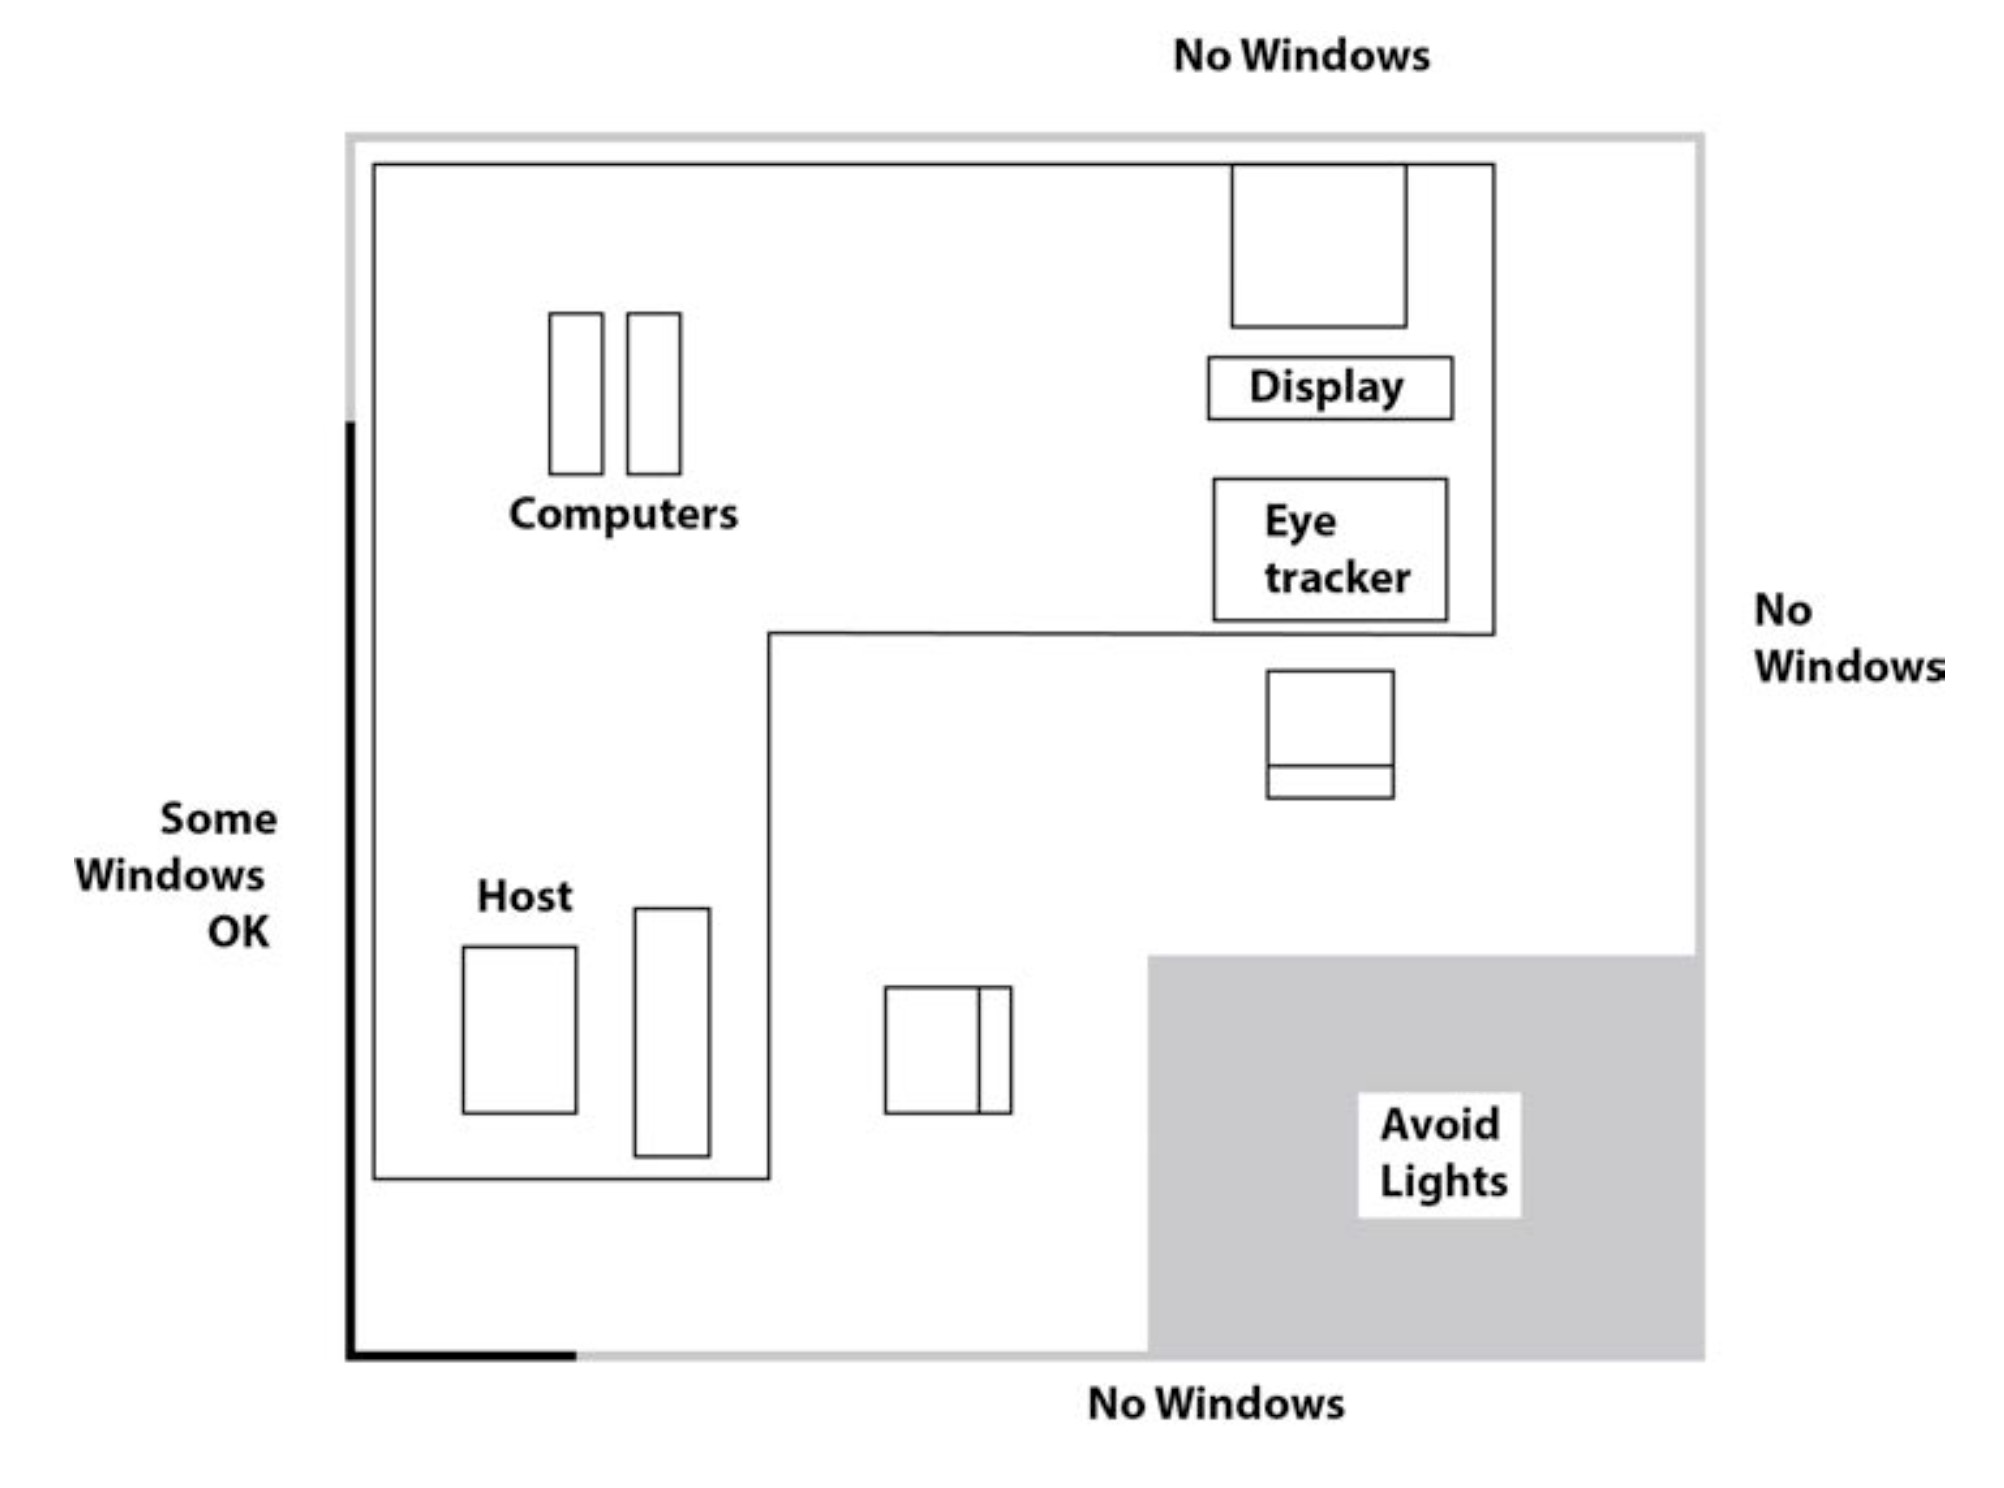 No Windows
Display
Computers
Eye
tracker
No
Windows
Some
Windows
OK
Host
Avoid
Lights
No Windows